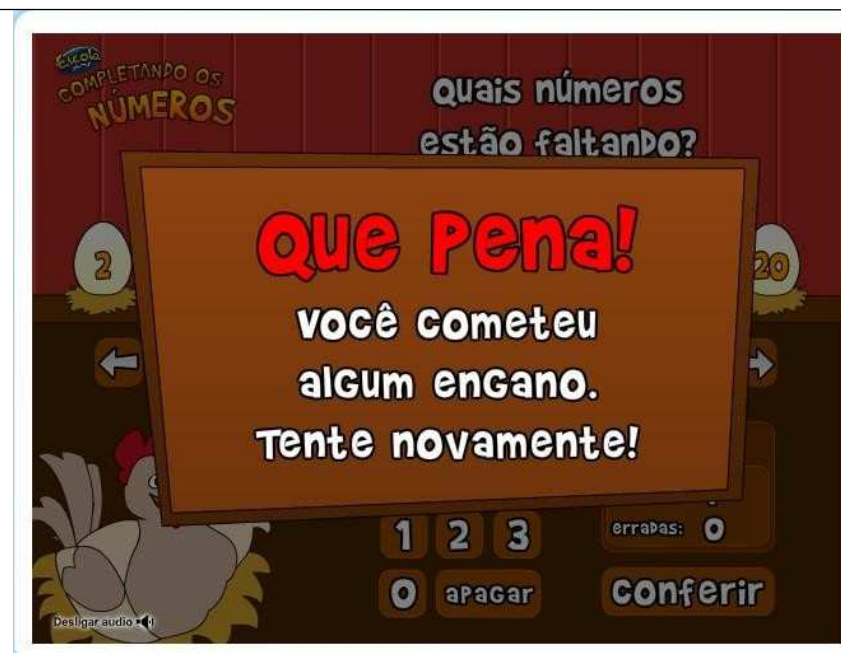 Escola
COMPLETANDO OS
NÚMEROS
Quais números
estão faltando?
2
20
Que Pena!
você cometeu
algum engano.
Tente novamente!
1 2 3
erradas: 0
0 apagar
conferir
Desligar audio